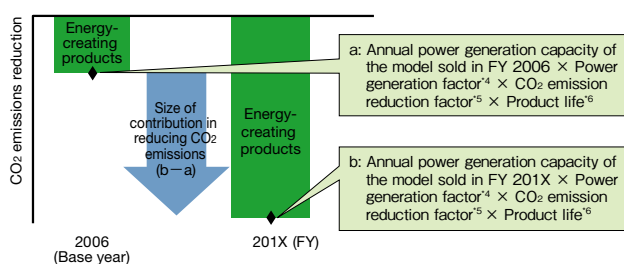 CO2 emissions reduction
Energy-
creating
products
Size of
contribution in
reducing CO2
emissions
(b－a)
Energy-creating
products
a: Annual power generation capacity of
the model sold in FY 2006 × Power
generation factor*4 × CO2 emission
reduction factor*5 × Product life*6
b: Annual power generation capacity of
the model sold in FY 201X × Power
generation factor*4 × CO2 emission
reduction factor*5 × Product life*6
2006
(Base year)
201X (FY)